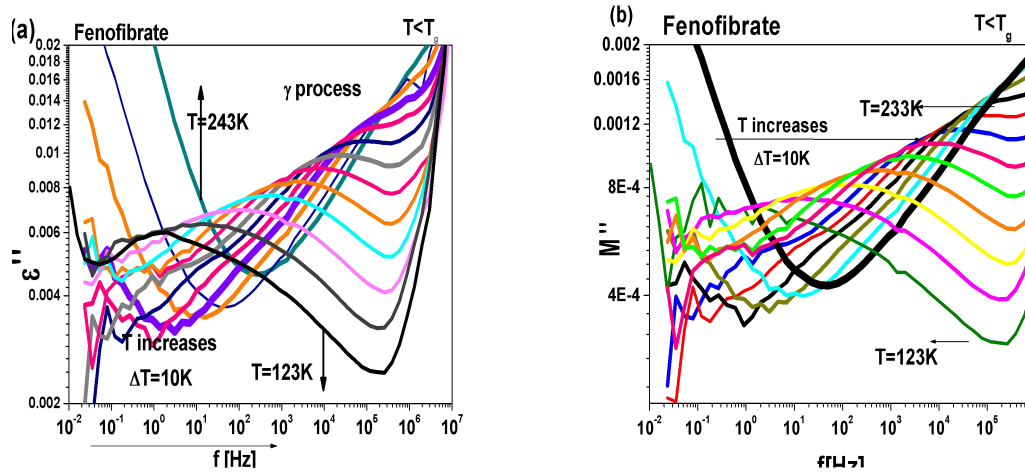 (a)
Fenofibrate
T<Tg
0.02
0.018
0.016
0.014
0.012
0.01
0.008
0.006
0.004
0.002
ε''
γ process
T=243K
T increases
ΔT=10K
T=123K
10-2 10-1 100 101 102 103 104 105 106 107
f [Hz]
(b)
Fenofibrate
T<Tg
0.002
0.0016
0.0012
8E-4
4E-4
M''
T=233K
T increases
ΔT=10K
T=123K
10-2 10-1 100 101 102 103 104 105
f[Hz]